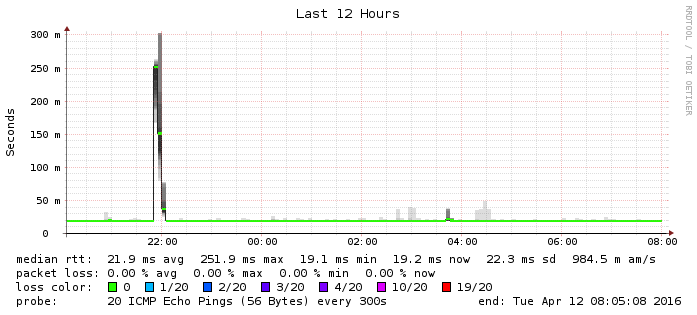 Last 12 Hours
RRDTOOL / TOBI OETIKER
Seconds
300 m
250 m
200 m
150 m
100 m
50 m
0
22:00 00:00 02:00 04:00 06:00 08:00
median rtt: 21.9 ms avg 251.9 ms max 19.1 ms min 19.2 ms now 22.3 ms sd 984.5 m am/s
packet loss: 0.00 % avg 0.00 % max 0.00 % min 0.00 % now
loss color: 0 1/20 2/20 3/20 4/20 10/20 19/20
probe: 20 ICMP Echo Pings (56 Bytes) every 300s end: Tue Apr 12 08:05:08 2016